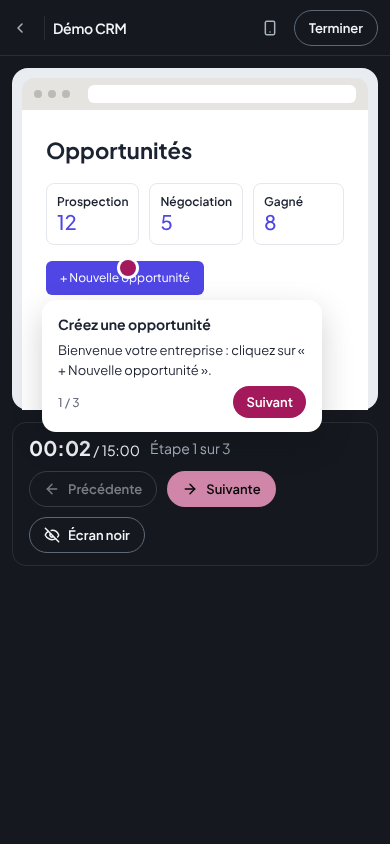 Démo CRM
Terminer
Opportunités
Prospection
12
Négociation
5
Gagné
8
+ Nouvelle opportunité
Créez une opportunité
Bienvenue votre entreprise : cliquez sur «
+ Nouvelle opportunité ».
1 / 3
Suivant
00:02 / 15:00 Étape 1 sur 3
Précédente
Suivante
Écran noir